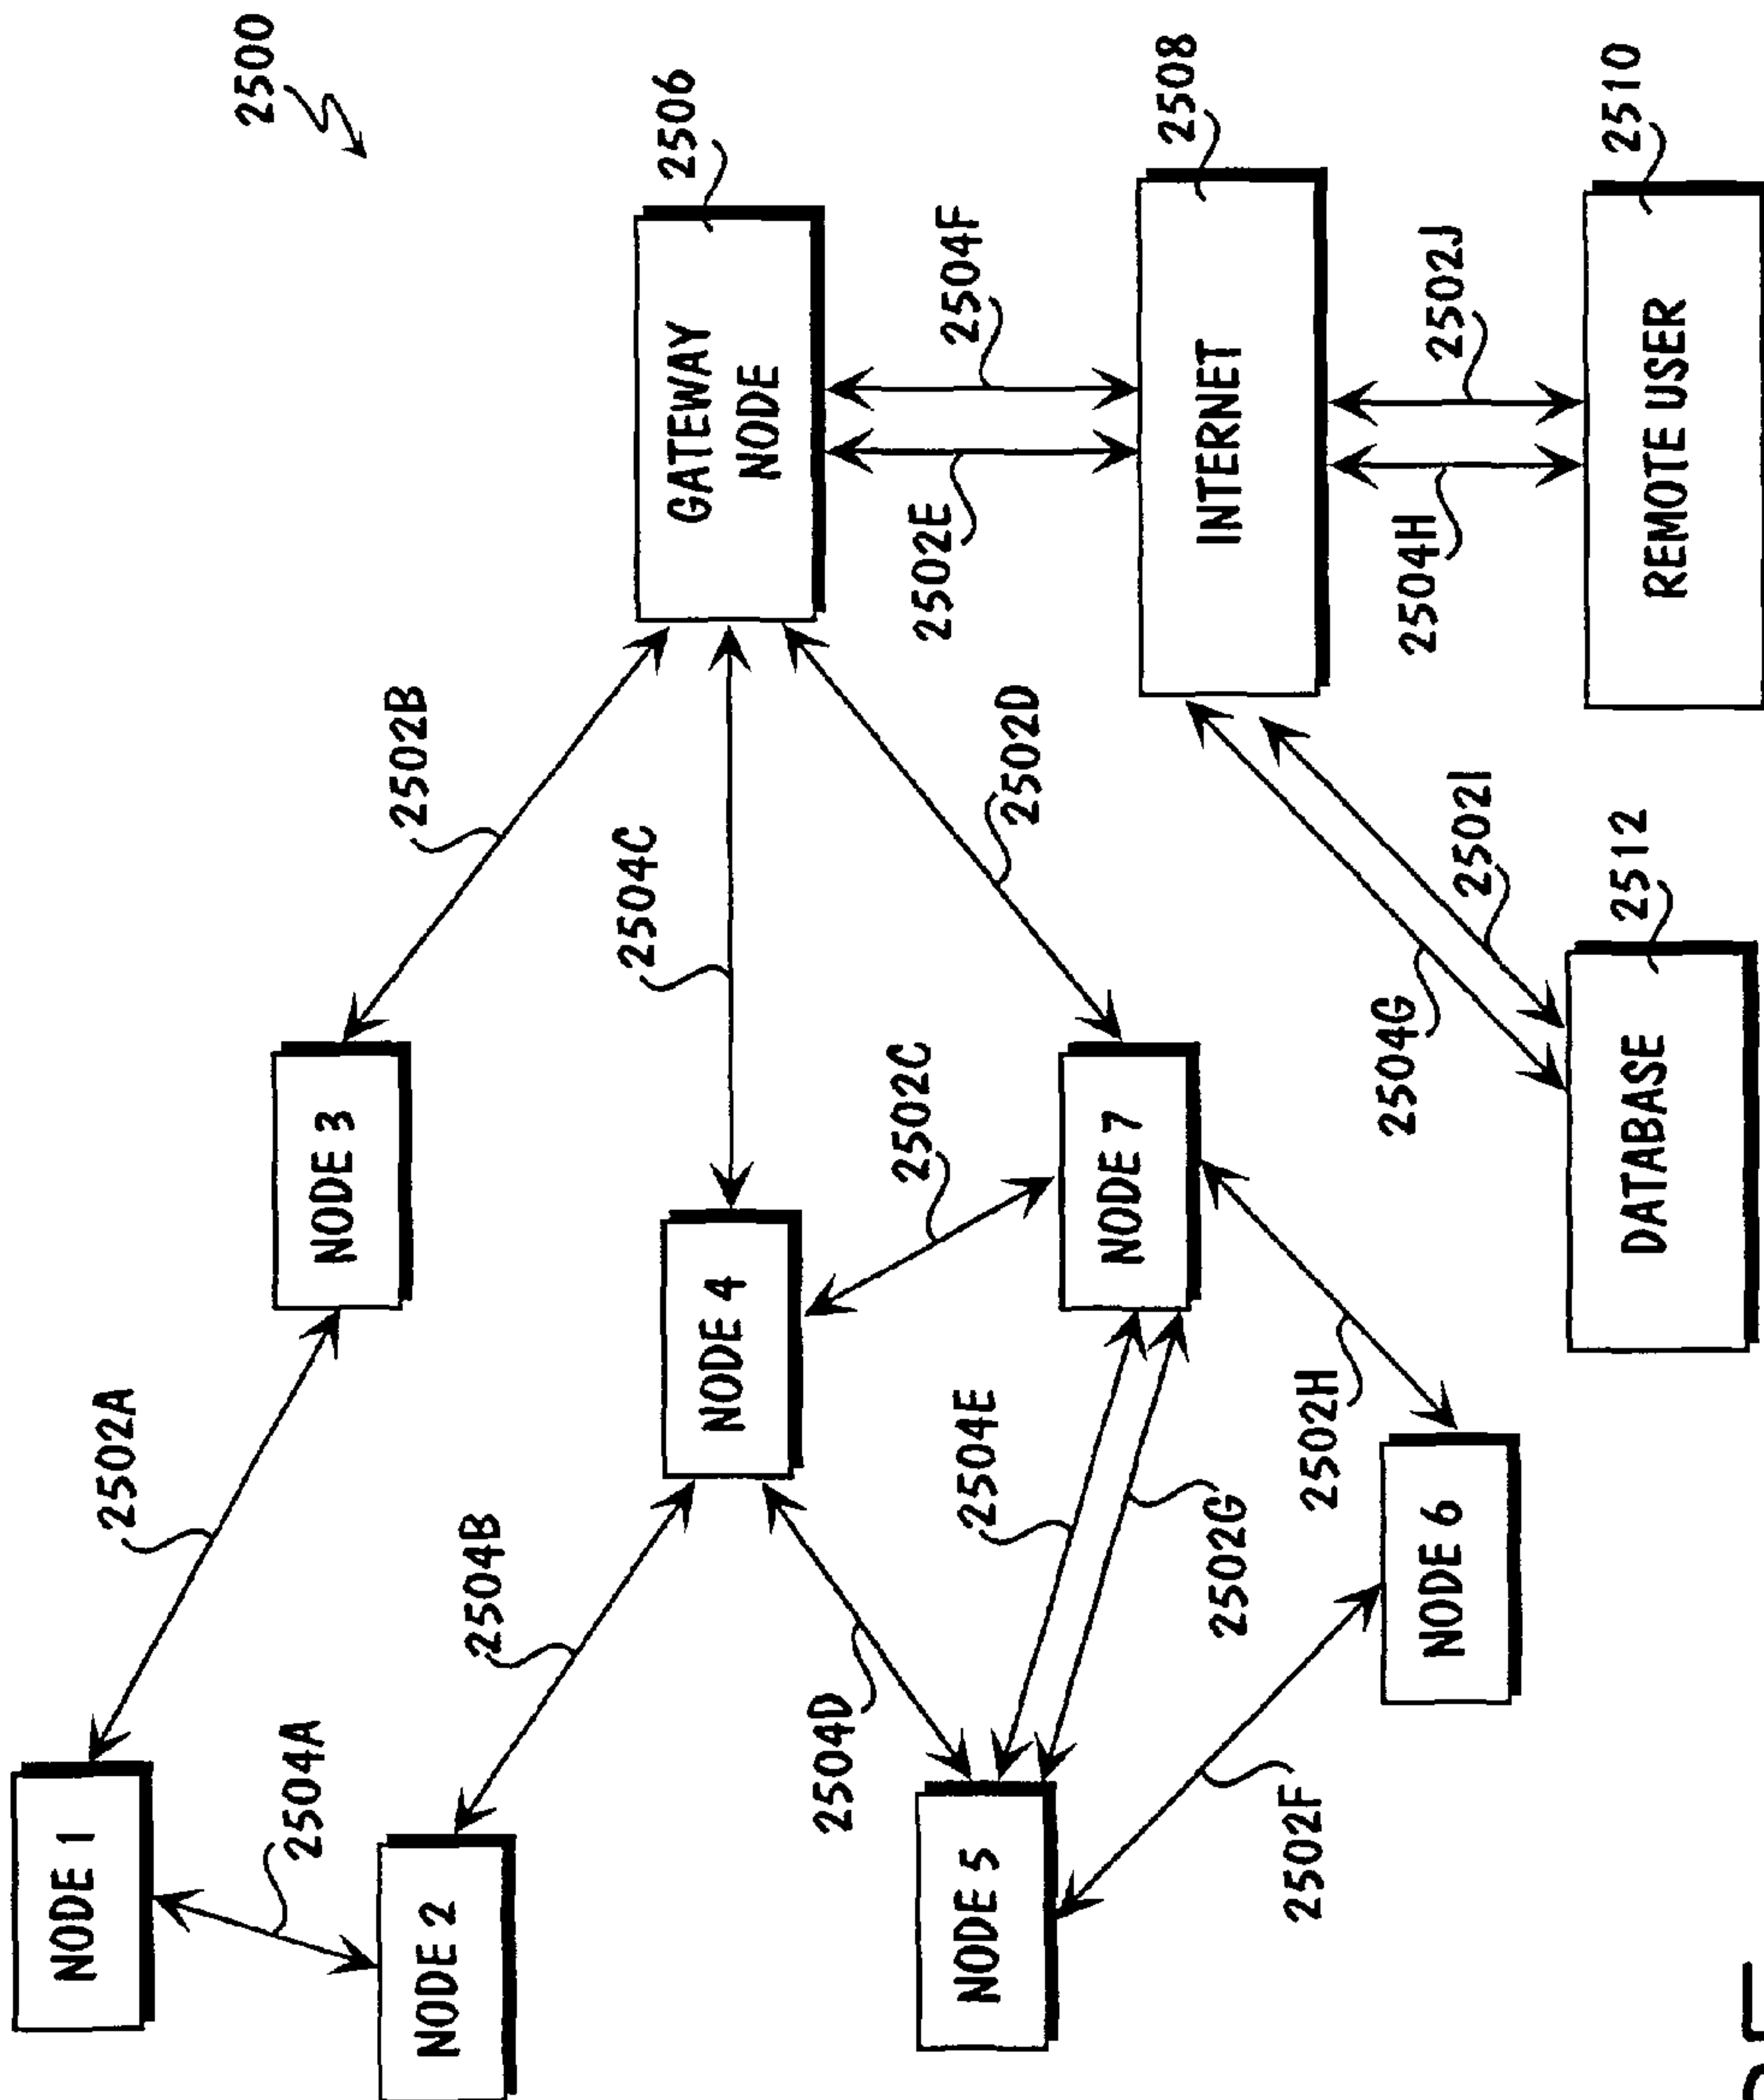 2500
NODE 1
2502A
2504A
NODE 3
2502B
NODE 2
2504B
2504C
GATEWAY
NODE
2506
NODE 4
2504D
2502C
2502D
2502E
2504F
NODE 5
2504E
2502G
NODE 7
INTERNET
2508
2502F
NODE 6
2502H
2504G
2502I
2504H
2502J
DATABASE
2512
REMOTE USER
2510